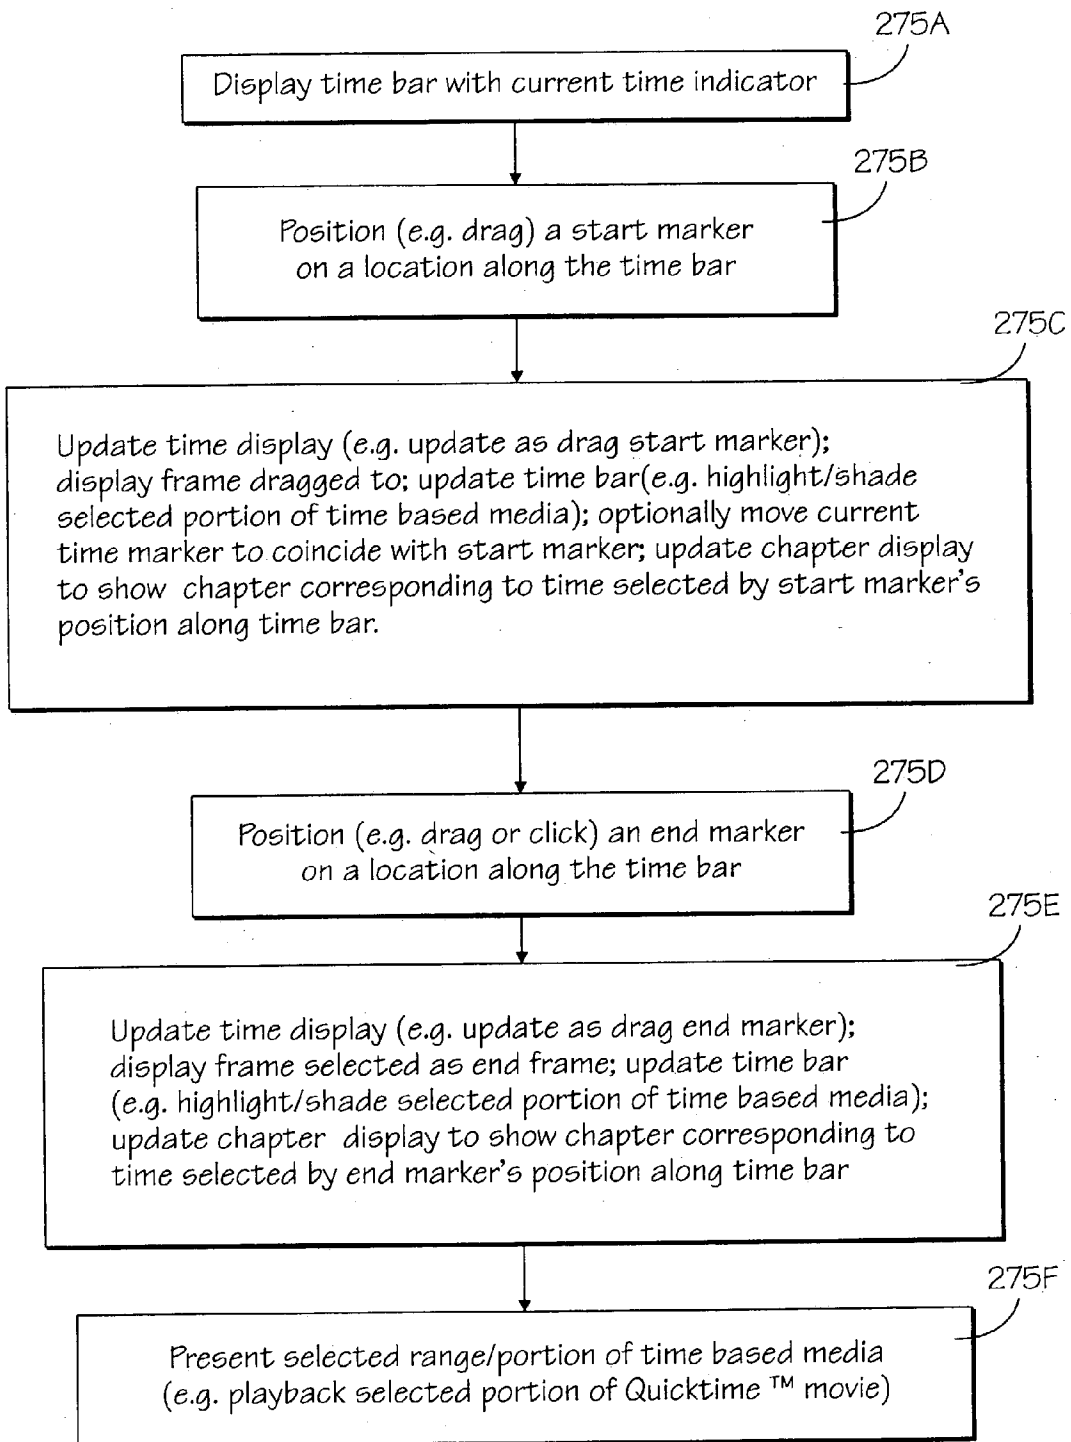 275A
Display time bar with current time indicator
275B
Position (e.g. drag) a start marker
on a location along the time bar
275C
Update time display (e.g. update as drag start marker);
display frame dragged to; update time bar(e.g. highlight/shade
selected portion of time based media); optionally move current
time marker to coincide with start marker; update chapter display
to show chapter corresponding to time selected by start marker's
position along time bar.
275D
Position (e.g. drag or click) an end marker
on a location along the time bar
275E
Update time display (e.g. update as drag end marker);
display frame selected as end frame; update time bar
(e.g. highlight/shade selected portion of time based media);
update chapter display to show chapter corresponding to
time selected by end marker's position along time bar
275F
Present selected range/portion of time based media
(e.g. playback selected portion of Quicktime ™ movie)